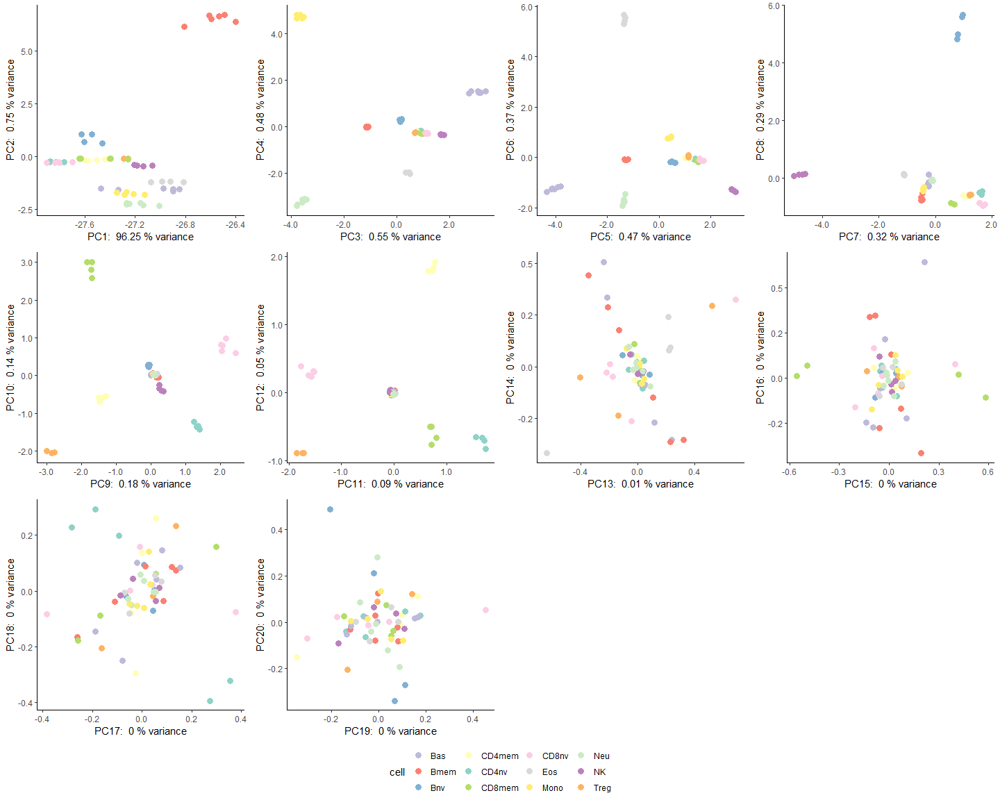 5.0
2.5
0.0
-2.5
PC2:  0.75 % variance
-27.6 -27.2 -26.8 -26.4
PC1:  96.25 % variance
4.0
2.0
0.0
-2.0
PC4:  0.48 % variance
-4.0 -2.0 0.0 2.0
PC3:  0.55 % variance
6.0
4.0
2.0
0.0
-2.0
PC6:  0.37 % variance
-4.0 -2.0 0.0 2.0
PC5:  0.47 % variance
6.0
4.0
2.0
0.0
PC8:  0.29 % variance
-4.0 -2.0 0.0 2.0
PC7:  0.32 % variance
3.0
2.0
1.0
0.0
-1.0
-2.0
PC10:  0.14 % variance
-3.0 -2.0 -1.0 0.0 1.0 2.0
PC9:  0.18 % variance
2.0
1.0
0.0
-1.0
PC12:  0.05 % variance
-2.0 -1.0 0.0 1.0
PC11:  0.09 % variance
0.5
0.2
0.0
-0.2
PC14:  0 % variance
-0.4 0.0 0.4
PC13:  0.01 % variance
0.5
0.2
0.0
-0.2
PC16:  0 % variance
-0.6 -0.3 0.0 0.3 0.6
PC15:  0 % variance
0.2
0.0
-0.2
-0.4
PC18:  0 % variance
-0.4 -0.2 0.0 0.2 0.4
PC17:  0 % variance
0.4
0.2
0.0
-0.2
PC20:  0 % variance
-0.2 0.0 0.2 0.4
PC19:  0 % variance
cell
Bas CD4mem CD8nv Neu
Bmem CD4nv Eos NK
Bnv CD8mem Mono Treg